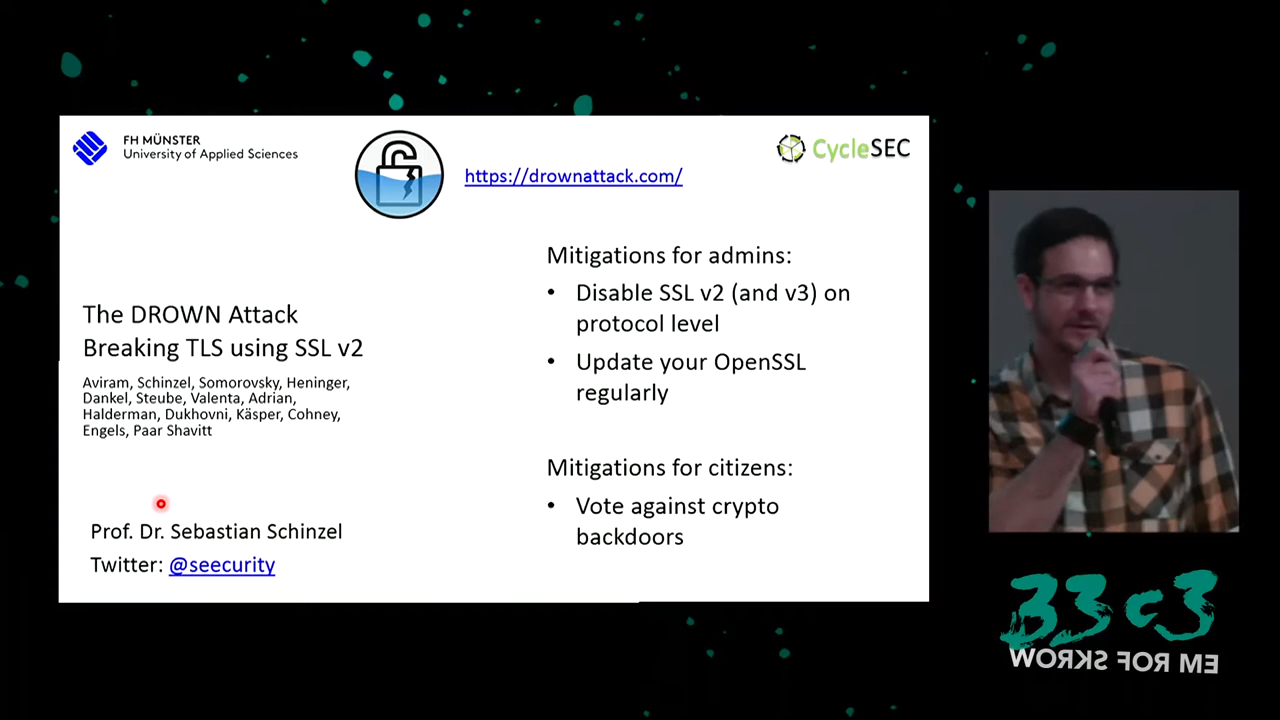 FH MÜNSTER
University of Applied Sciences
https://drownattack.com/
CycleSEC
The DROWN Attack
Breaking TLS using SSL v2
Aviram, Schinzel, Somorovsky, Heninger,
Dankel, Steube, Valenta, Adrian,
Halderman, Dukhovni, Käsper, Cohney,
Engels, Paar Shavitt
Prof. Dr. Sebastian Schinzel
Twitter: @seecurity
Mitigations for admins:
• Disable SSL v2 (and v3) on
protocol level
• Update your OpenSSL
regularly
Mitigations for citizens:
• Vote against crypto
backdoors
33c3
WORKS FOR ME